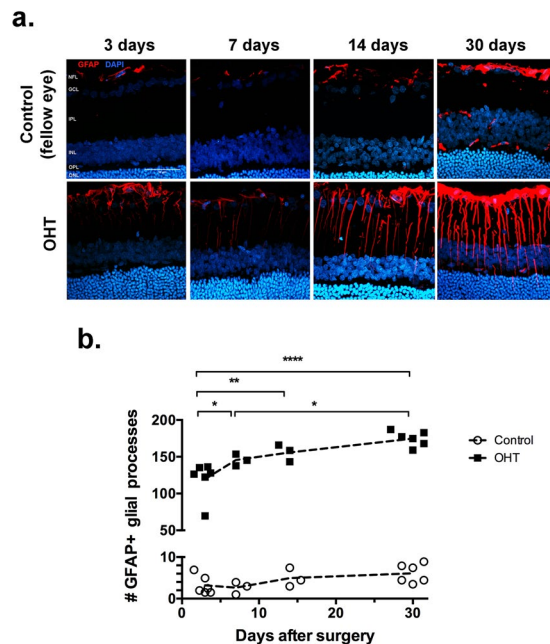 a.
3 days 7 days 14 days 30 days
Control
(fellow eye)
GFAP DAPI
NFL
GCL
IPL
INL
OPL
ONL
OHT
b.
****
**
* *
200
150
100
50
10
0
# GFAP+ glial processes
0 10 20 30
Days after surgery
Control
OHT